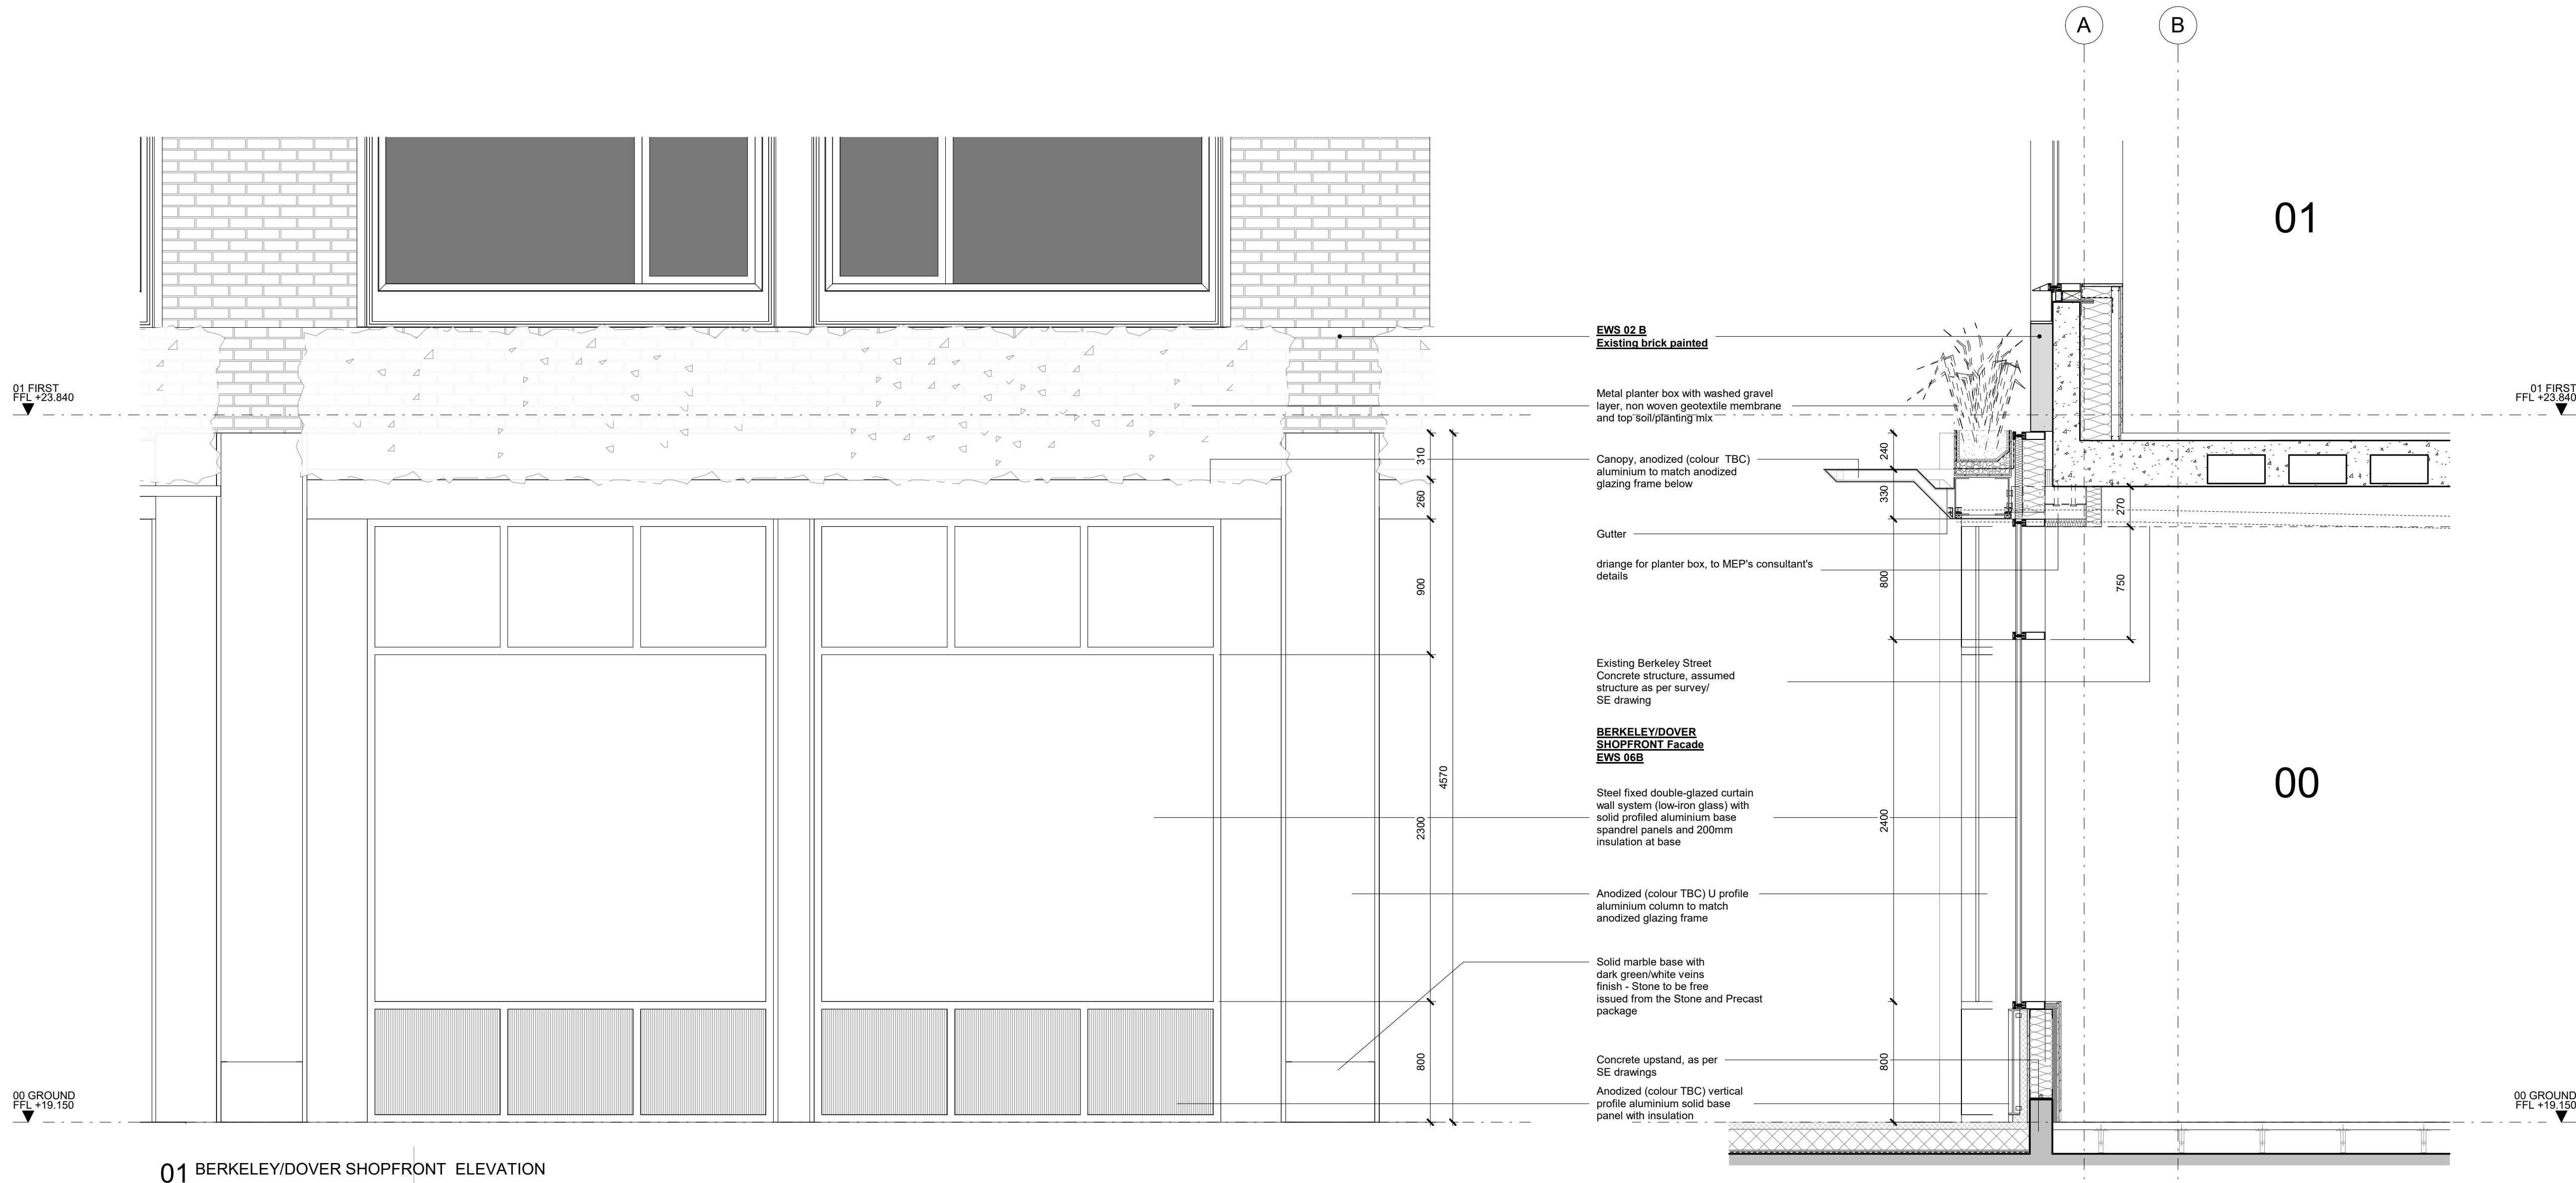 A
B
01
EWS 02 B
Existing brick painted
01 FIRST
FFL +23.840
Metal planter box with washed gravel
layer, non woven geotextile membrane
and top soil/planting mix
01 FIRST
FFL +23.840
310
260
900
2300
800
4570
Canopy, anodized (colour  TBC)
aluminium to match anodized
glazing frame below
Gutter
driange for planter box, to MEP's consultant's
details
240
330
800
2400
800
270
750
Existing Berkeley Street
Concrete structure, assumed
structure as per survey/
SE drawing
BERKELEY/DOVER
SHOPFRONT Facade
EWS 06B
00
Steel fixed double-glazed curtain
wall system (low-iron glass) with
solid profiled aluminium base
spandrel panels and 200mm
insulation at base
Anodized (colour TBC) U profile
aluminium column to match
anodized glazing frame
Solid marble base with
dark green/white veins
finish - Stone to be free
issued from the Stone and Precast
package
Concrete upstand, as per
SE drawings
Anodized (colour TBC) vertical
profile aluminium solid base
panel with insulation
00 GROUND
FFL +19.150
00 GROUND
FFL +19.150
01 BERKELEY/DOVER SHOPFRONT  ELEVATION